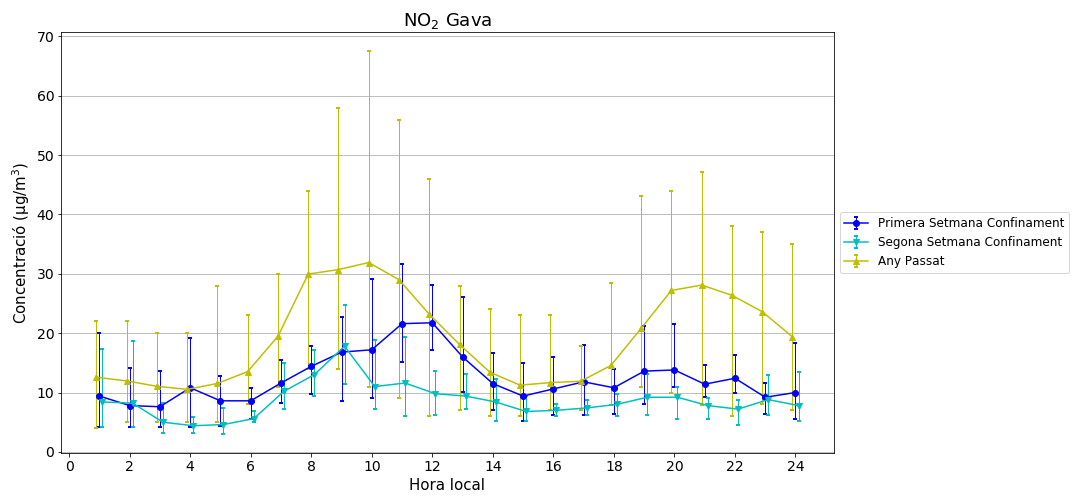 NO₂ Gava
70
60
50
40
30
20
10
0
Concentració (µg/m³)
0 2 4 6 8 10 12 14 16 18 20 22 24
Hora local
Primera Setmana Confinament
Segona Setmana Confinament
Any Passat